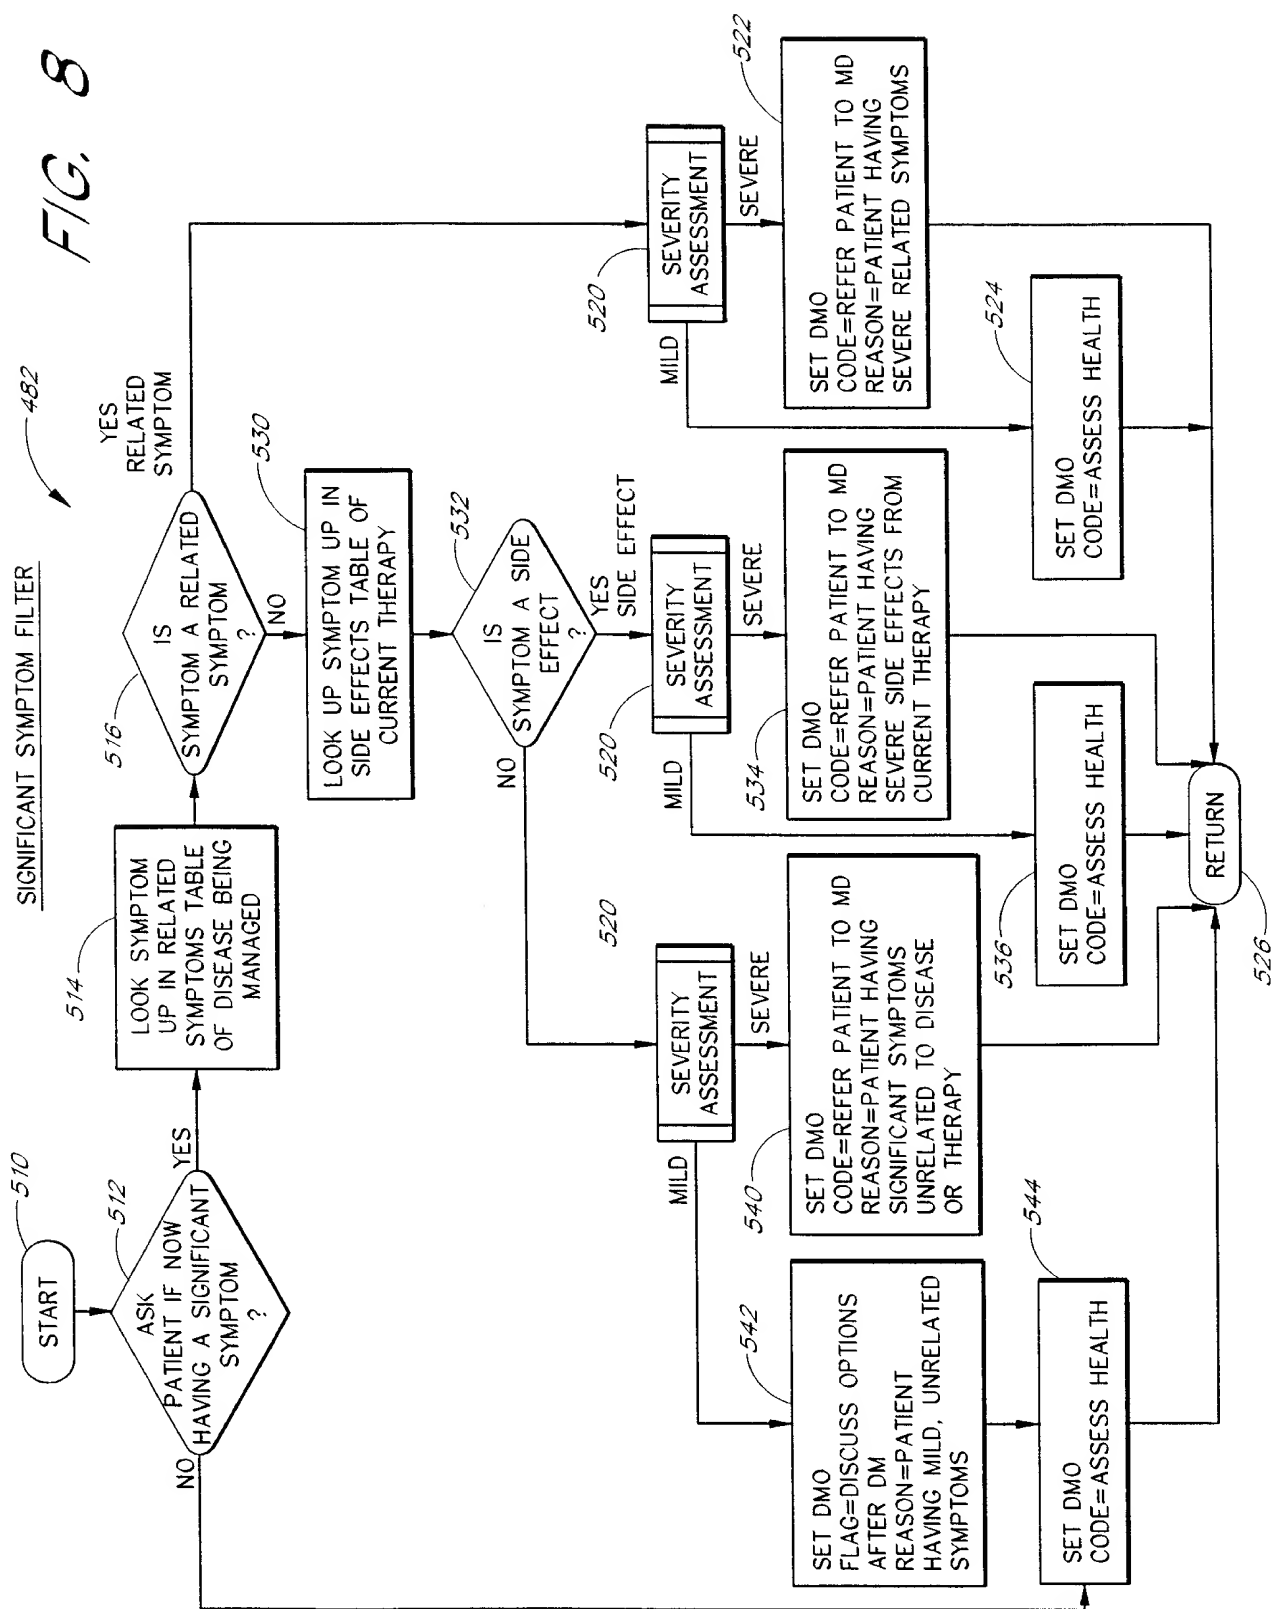 FIG. 8
SIGNIFICANT SYMPTOM FILTER
482
510
START
512
ASK
PATIENT IF NOW
HAVING A SIGNIFICANT
SYMPTOM
?
NO
YES
514
LOOK SYMPTOM
UP IN RELATED
SYMPTOMS TABLE
OF DISEASE BEING
MANAGED
516
IS
SYMPTOM A RELATED
SYMPTOM
?
YES
RELATED
SYMPTOM
NO
530
LOOK UP SYMPTOM UP IN
SIDE EFFECTS TABLE OF
CURRENT THERAPY
532
IS
SYMPTOM A SIDE
EFFECT
?
NO
YES
SIDE EFFECT
520
SEVERITY
ASSESSMENT
MILD
SEVERE
520
SEVERITY
ASSESSMENT
MILD
SEVERE
520
SEVERITY
ASSESSMENT
MILD
SEVERE
542
SET DMO
FLAG=DISCUSS OPTIONS
AFTER DM
REASON=PATIENT
HAVING MILD, UNRELATED
SYMPTOMS
540
SET DMO
CODE=REFER PATIENT TO MD
REASON=PATIENT HAVING
SIGNIFICANT SYMPTOMS
UNRELATED TO DISEASE
OR THERAPY
534
SET DMO
CODE=REFER PATIENT TO MD
REASON=PATIENT HAVING
SEVERE SIDE EFFECTS FROM
CURRENT THERAPY
522
SET DMO
CODE=REFER PATIENT TO MD
REASON=PATIENT HAVING
SEVERE RELATED SYMPTOMS
544
SET DMO
CODE=ASSESS HEALTH
536
SET DMO
CODE=ASSESS HEALTH
524
SET DMO
CODE=ASSESS HEALTH
526
RETURN